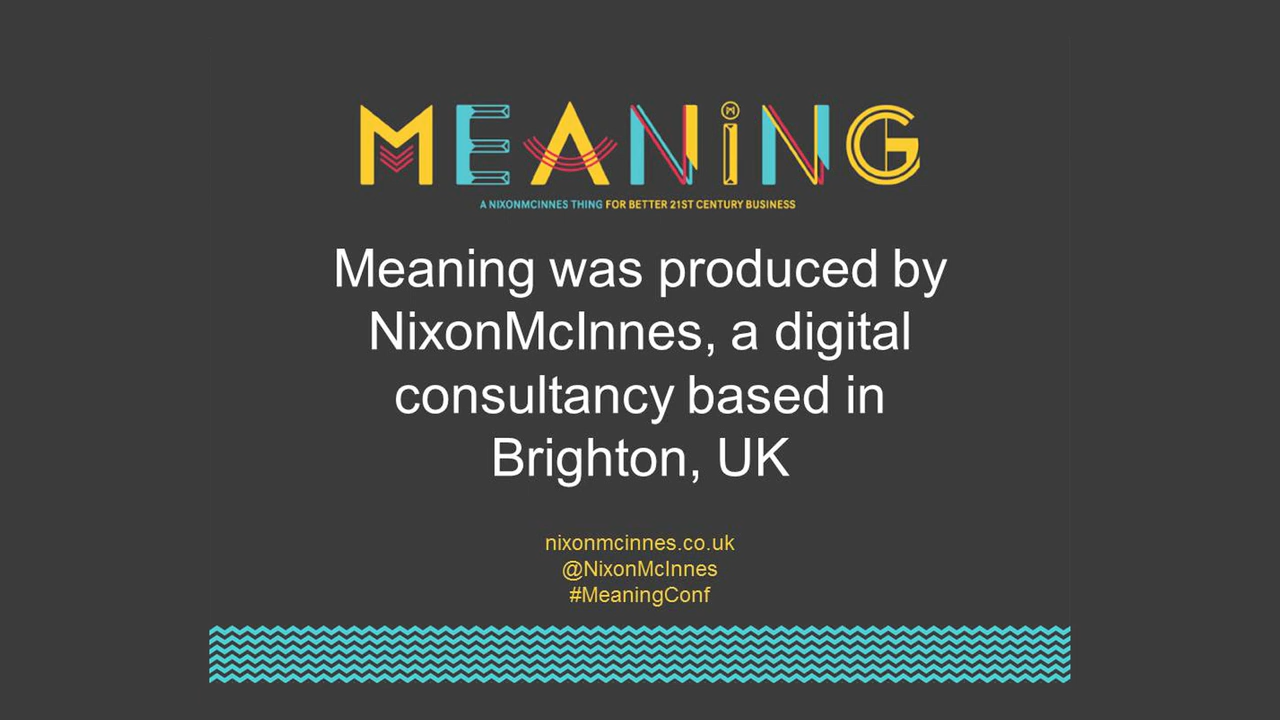 MEANiNG
A NIXONMCINNES THING FOR BETTER 21ST CENTURY BUSINESS
Meaning was produced by
NixonMcInnes, a digital
consultancy based in
Brighton, UK
nixonmcinnes.co.uk
@NixonMcInnes
#MeaningConf